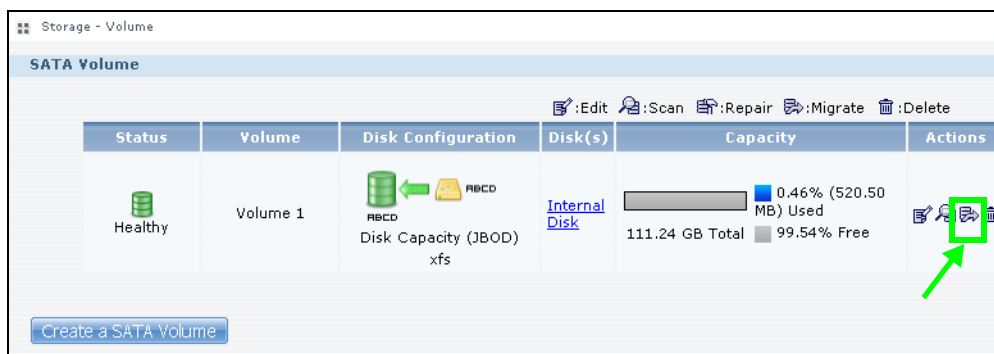 Storage - Volume
SATA Volume
:Edit :Scan :Repair :Migrate :Delete
Status Volume Disk Configuration Disk(s) Capacity Actions
ABCD
ABCD
Healthy
Volume 1
Disk Capacity (JBOD)
xfs
Internal
Disk
111.24 GB Total
0.46% (520.50
MB) Used
99.54% Free
Create a SATA Volume